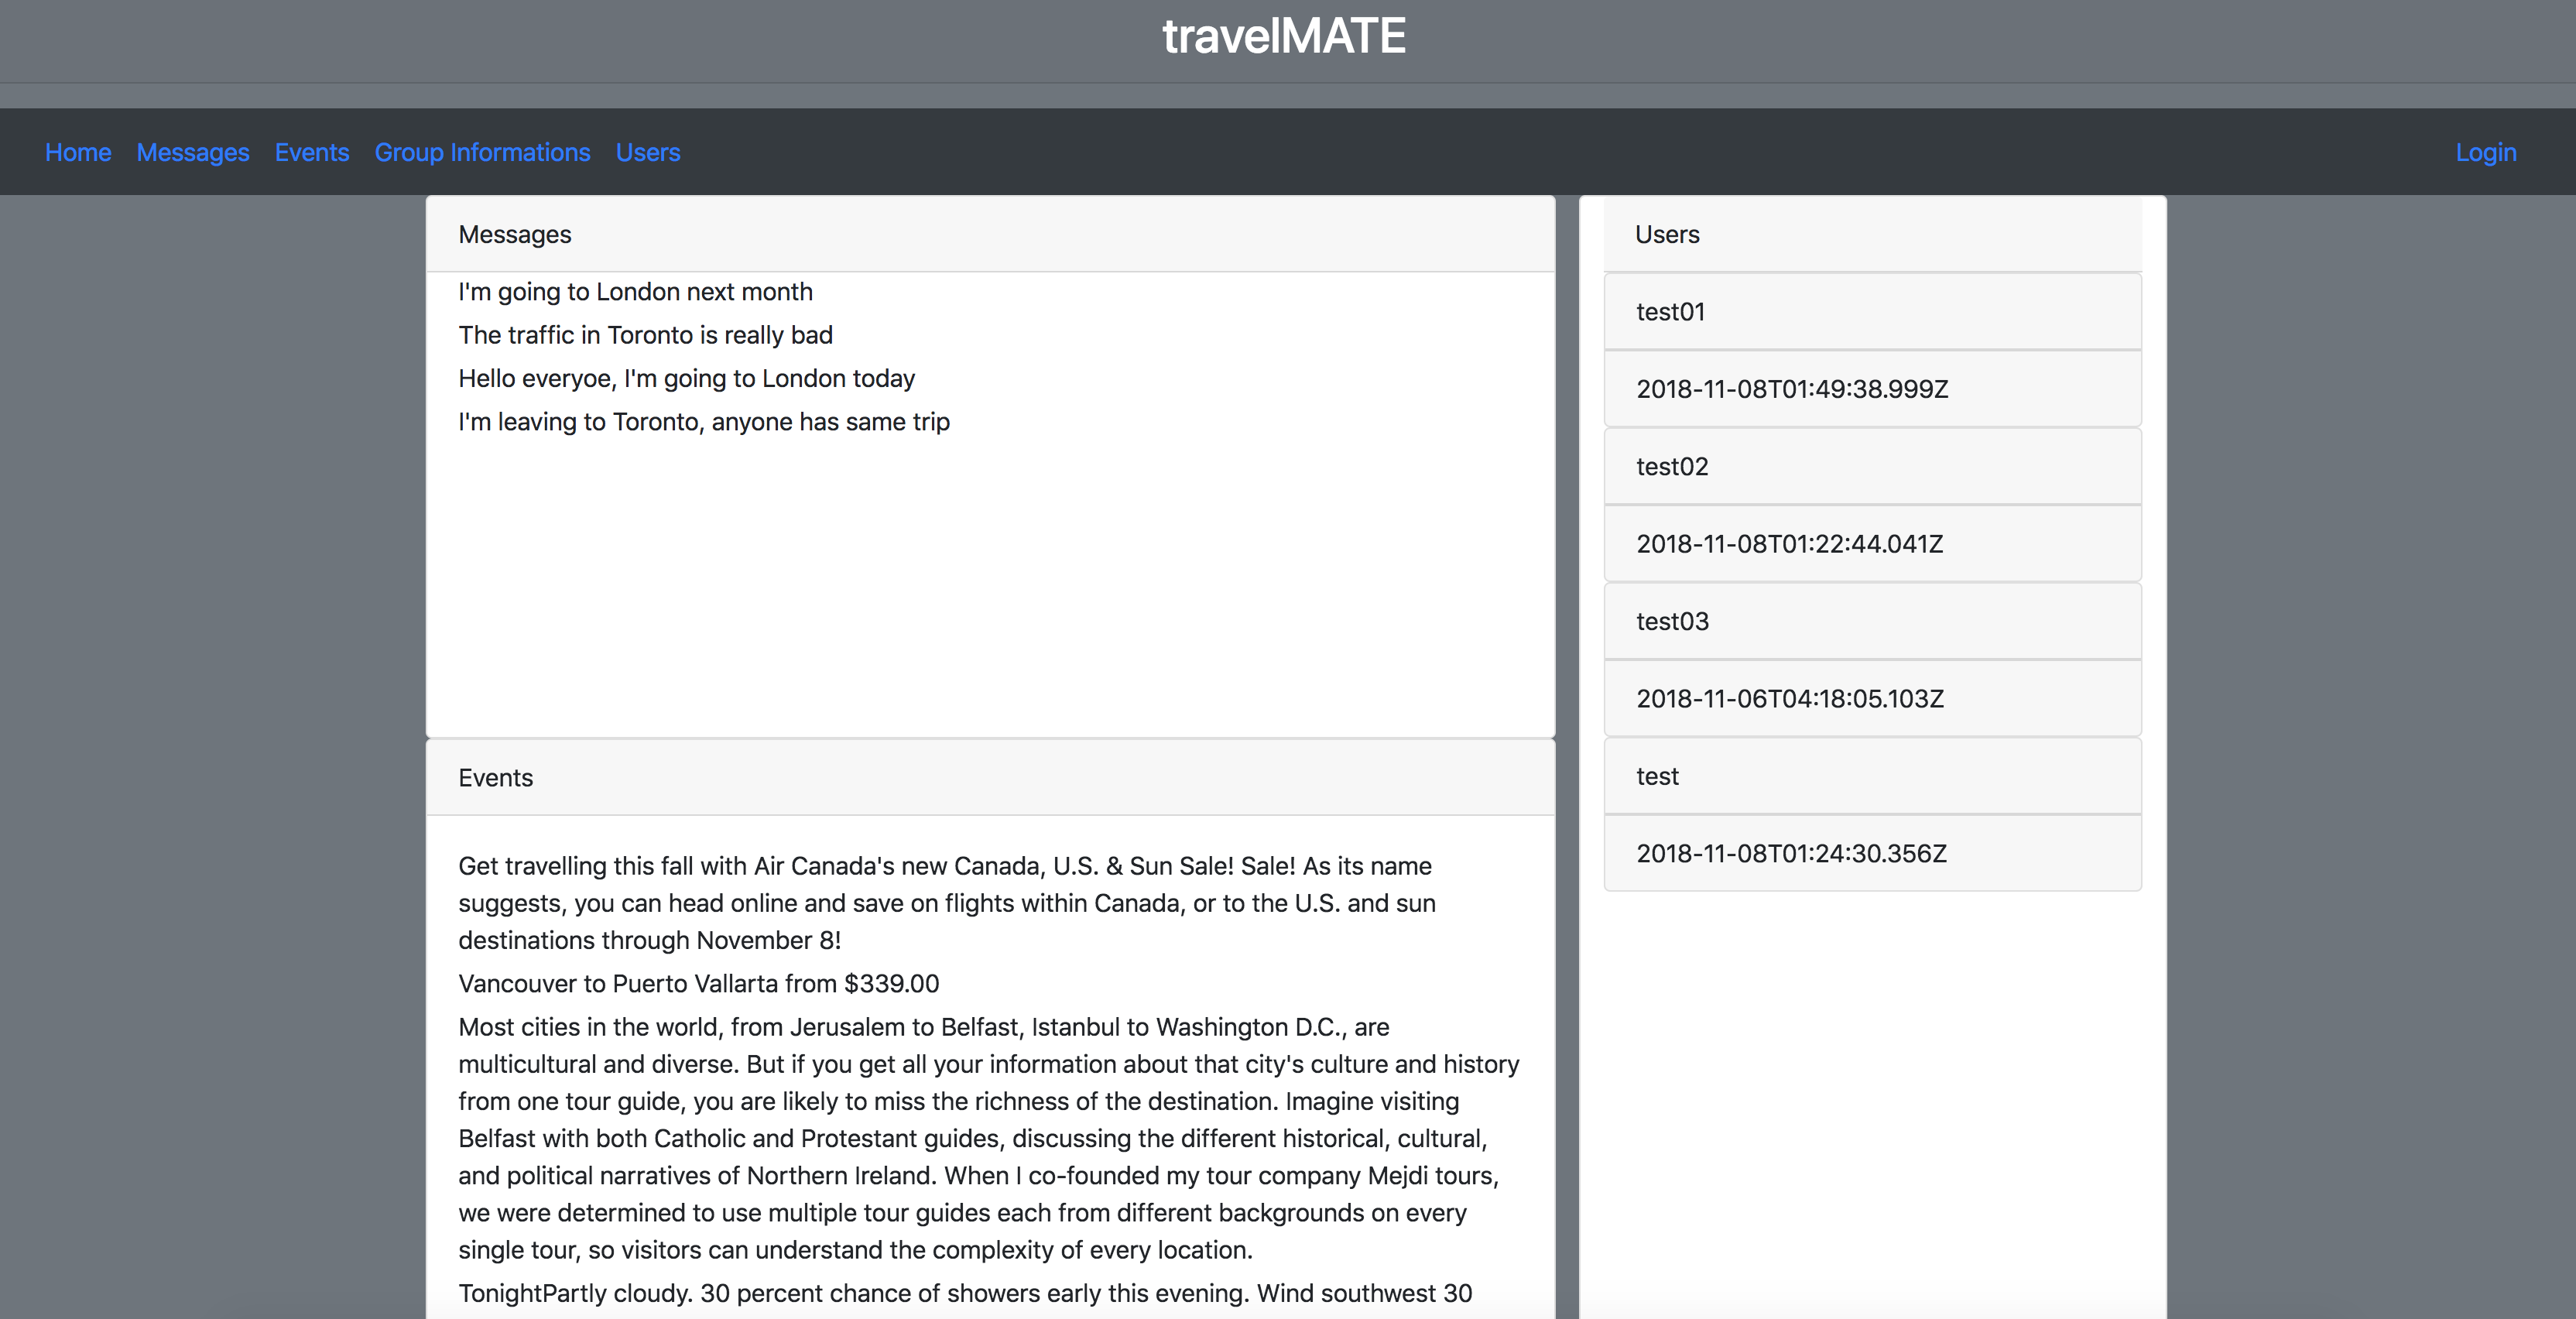 travelMATE
Home Messages Events Group Informations Users Login
Messages
I'm going to London next month
The traffic in Toronto is really bad
Hello everyoe, I'm going to London today
I'm leaving to Toronto, anyone has same trip
Events
Get travelling this fall with Air Canada's new Canada, U.S. & Sun Sale! Sale! As its name
suggests, you can head online and save on flights within Canada, or to the U.S. and sun
destinations through November 8!
Vancouver to Puerto Vallarta from $339.00
Most cities in the world, from Jerusalem to Belfast, Istanbul to Washington D.C., are
multicultural and diverse. But if you get all your information about that city's culture and history
from one tour guide, you are likely to miss the richness of the destination. Imagine visiting
Belfast with both Catholic and Protestant guides, discussing the different historical, cultural,
and political narratives of Northern Ireland. When I co-founded my tour company Mejdi tours,
we were determined to use multiple tour guides each from different backgrounds on every
single tour, so visitors can understand the complexity of every location.
TonightPartly cloudy. 30 percent chance of showers early this evening. Wind southwest 30
Users
test01
2018-11-08T01:49:38.999Z
test02
2018-11-08T01:22:44.041Z
test03
2018-11-06T04:18:05.103Z
test
2018-11-08T01:24:30.356Z